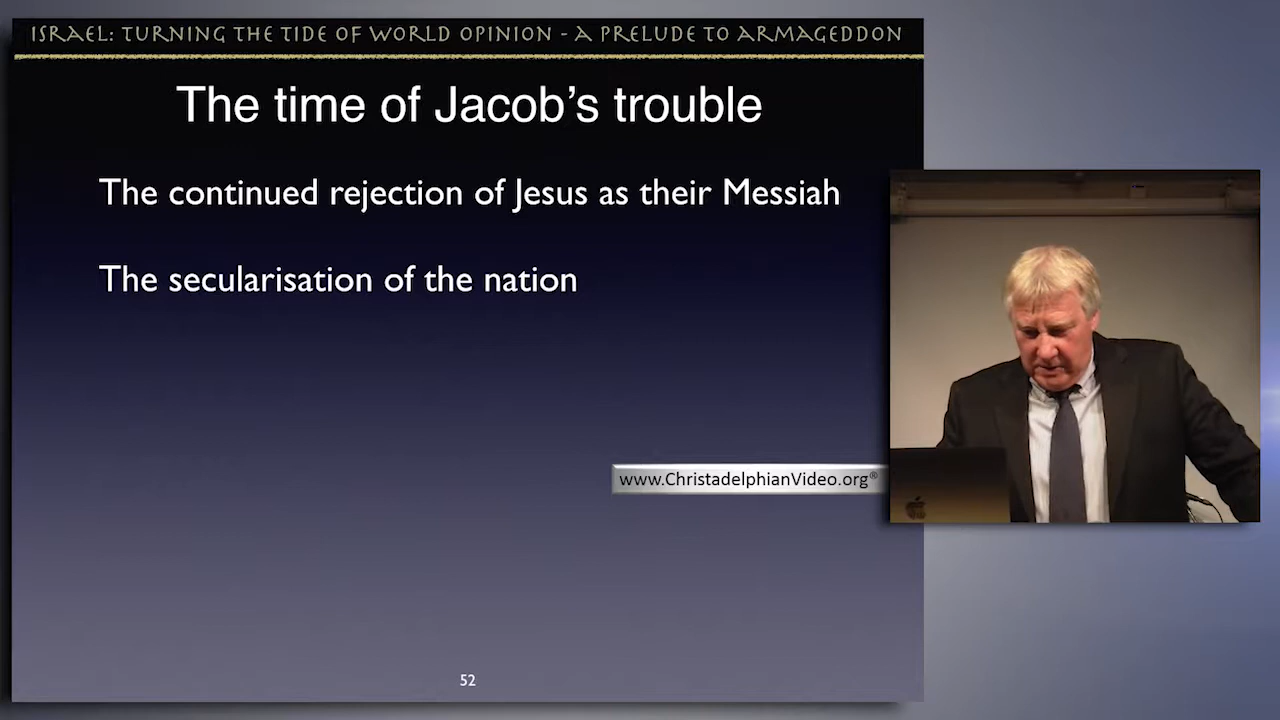 ISRAEL: TURNING THE TIDE OF WORLD OPINION - A PRELUDE TO ARMAGEDDON
The time of Jacob's trouble
The continued rejection of Jesus as their Messiah
The secularisation of the nation
www.ChristadelphianVideo.org®
52